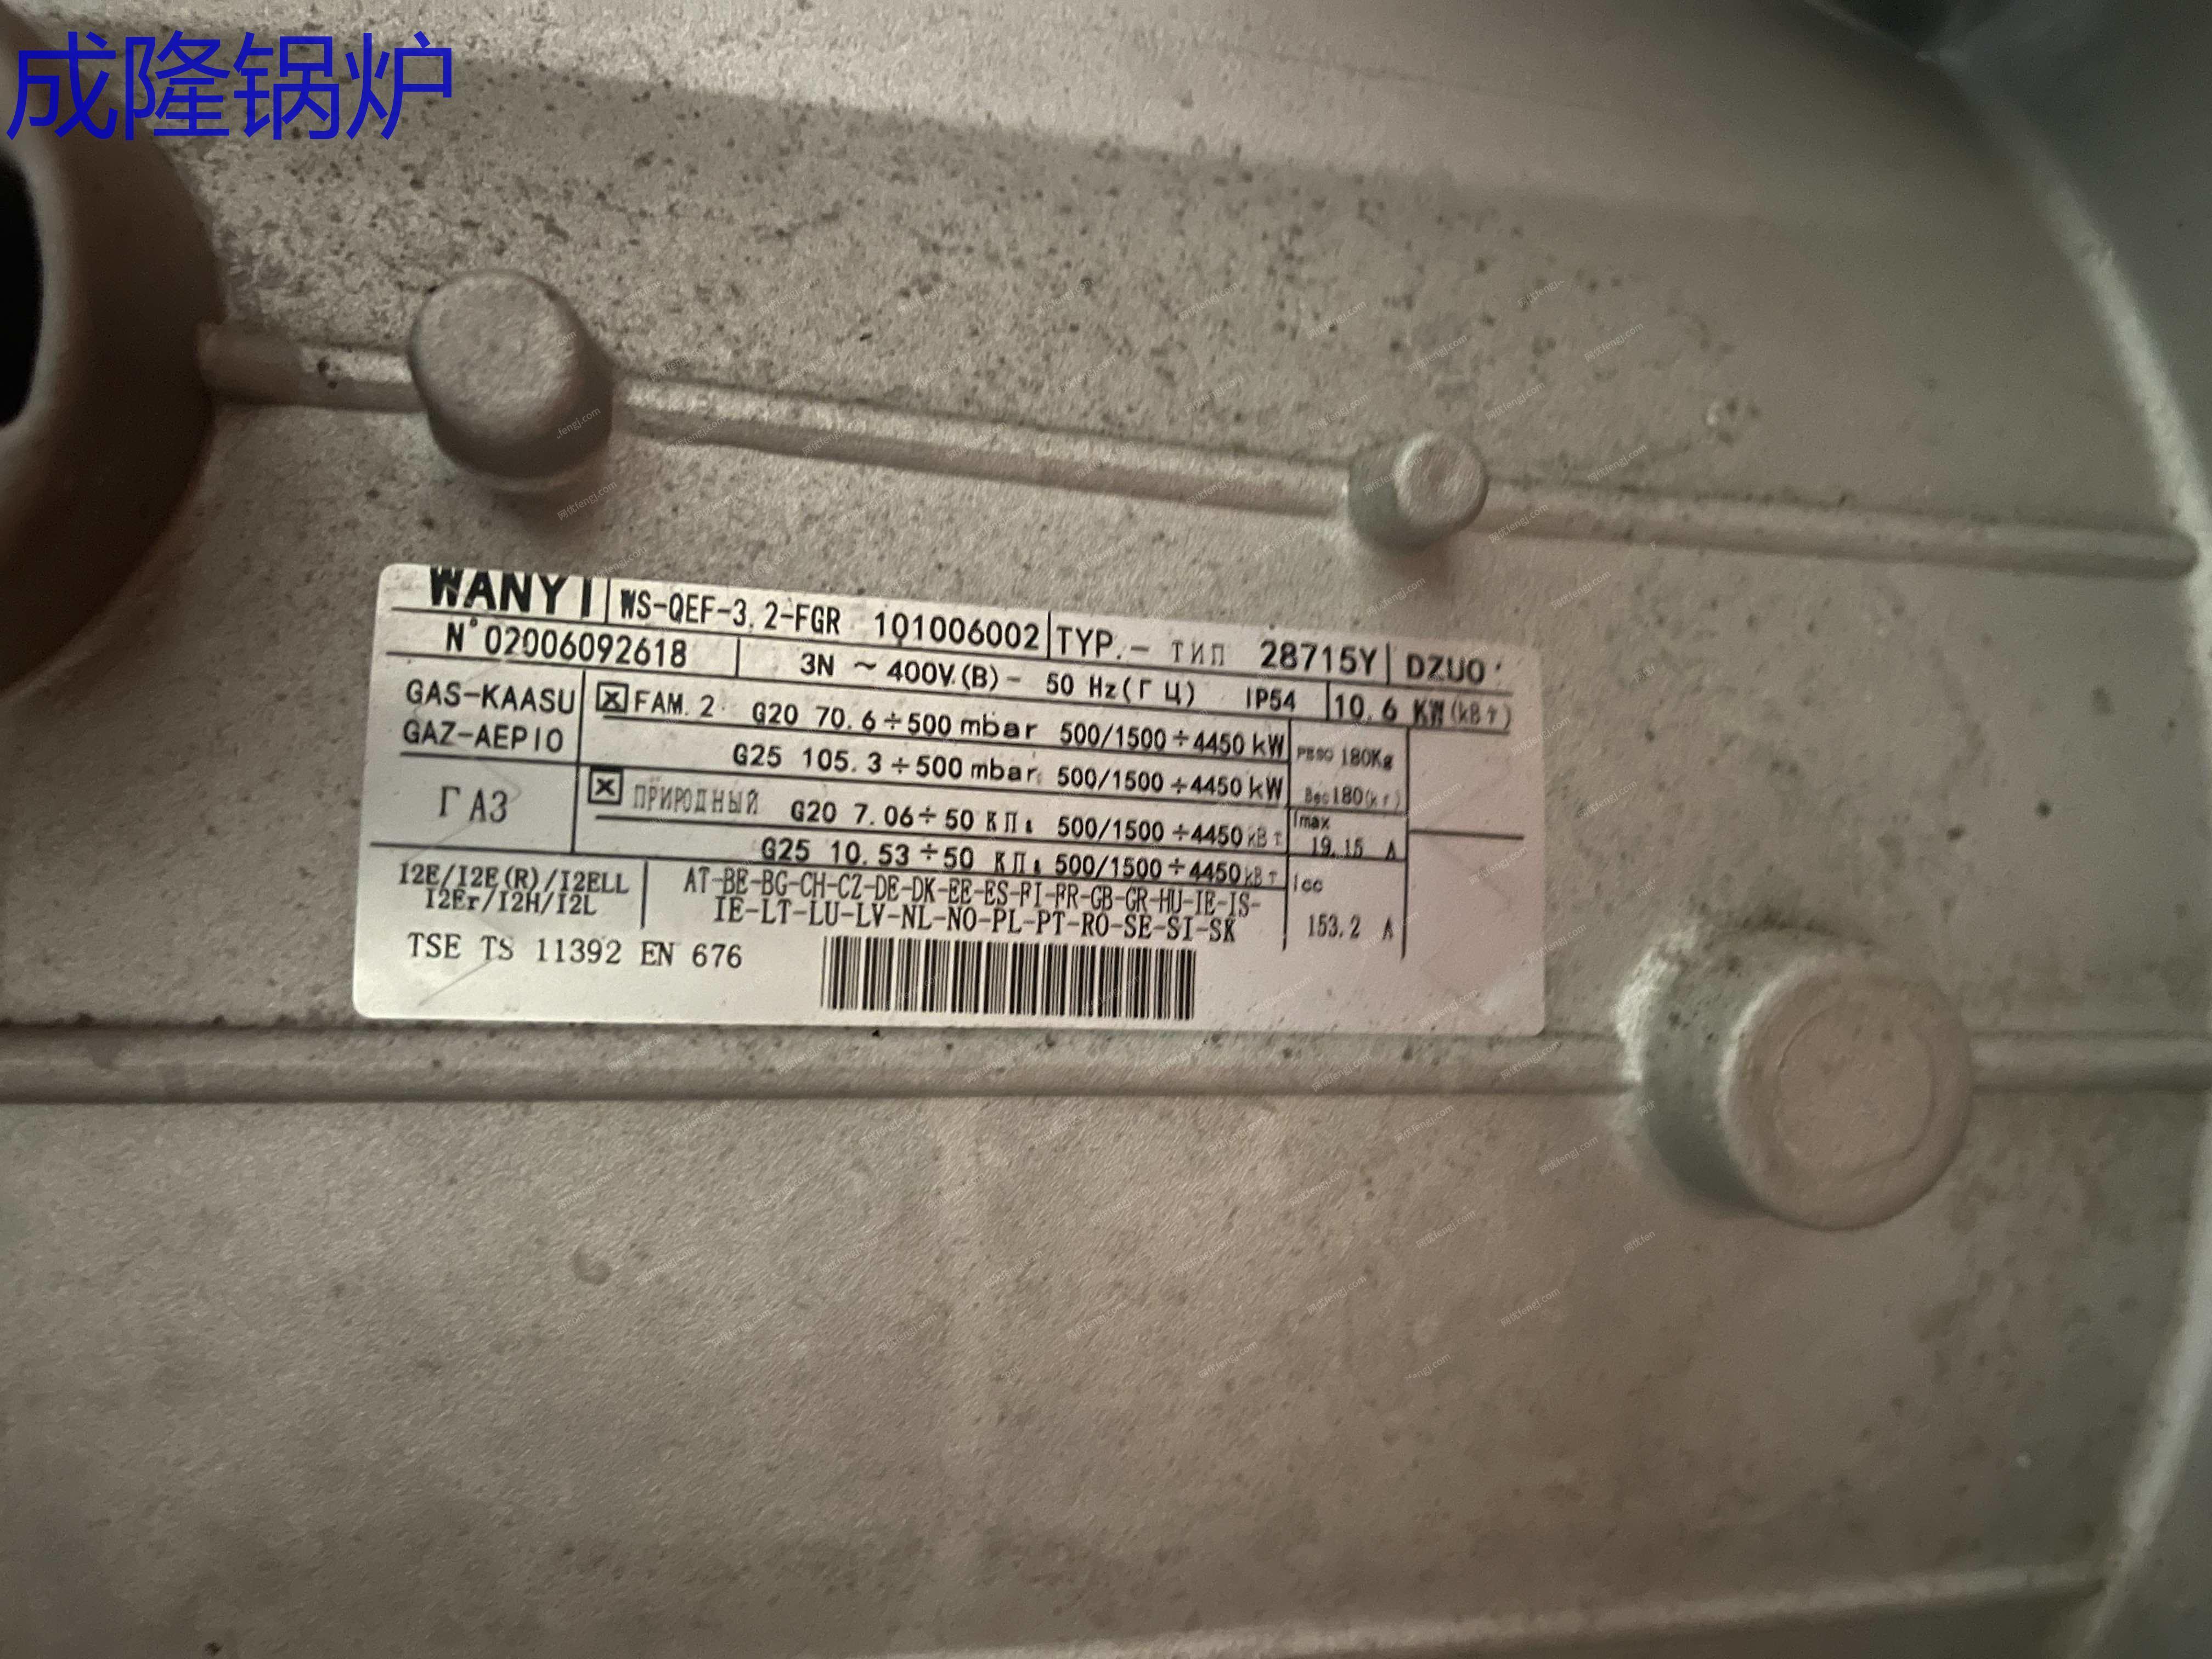 成隆锅炉
WANYI WS-QEF-3.2-FGR 101006002 TYP.- ТИП 28715Y DZUO
N°02006092618 3N ~ 400V.(B)- 50 Hz(ГЦ) IP54 10.6 KW(kBт)
GAS-KAASU FAM.2 G20 70.6÷500 mbar 500/1500÷4450 kW
GAZ-AEPIO G25 105.3÷500 mbar 500/1500÷4450 kW
PESO 180Kg
Bec180(кг)
ГАЗ ПРИРОДНЫЙ G20 7.06÷50 КПа 500/1500÷4450kBт
G25 10.53÷50 КПа 500/1500÷4450kBт
Imax
19.15 A
I2E/I2E(R)/I2ELL AT-BE-BG-CH-CZ-DE-DK-EE-ES-FI-FR-GB-GR-HU-IE-IS-
I2Er/I2H/I2L IE-LT-LU-LV-NL-NO-PL-PT-RO-SE-SI-SK
Icc
153.2 A
TSE TS 11392 EN 676